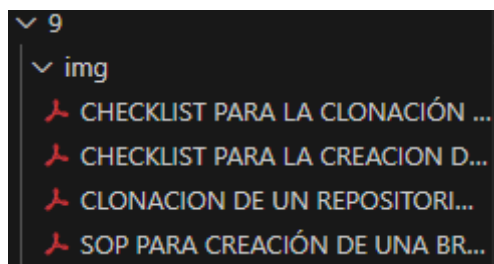 9
img
CHECKLIST PARA LA CLONACIÓN ...
CHECKLIST PARA LA CREACION D...
CLONACION DE UN REPOSITORI...
SOP PARA CREACIÓN DE UNA BR...